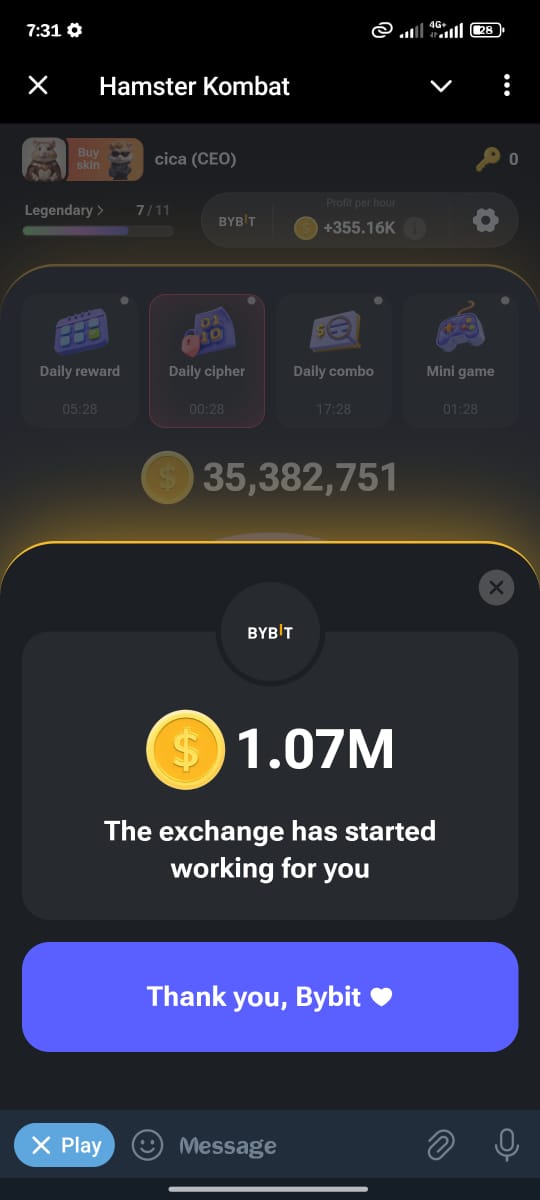 7:31
4G+
28
Hamster Kombat
Buy
skin
cica (CEO)
0
Legendary >
7 / 11
BYBIT
Profit per hour
+355.16K
Daily reward
05:28
Daily cipher
00:28
Daily combo
17:28
Mini game
01:28
35,382,751
BYBIT
1.07M
The exchange has started
working for you
Thank you, Bybit
Play
Message